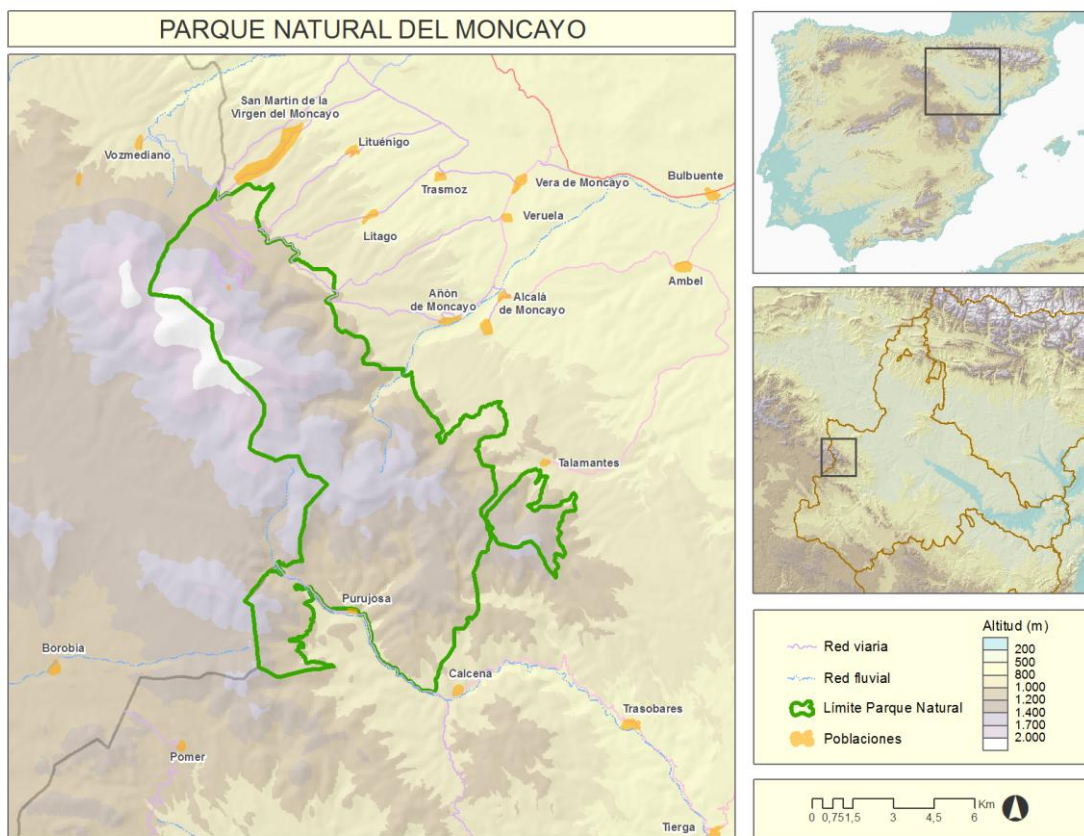 PARQUE NATURAL DEL MONCAYO
San Martín de la
Virgen del Moncayo
Vozmediano
Lituénigo
Trasmoz
Vera de Moncayo
Bulbuente
Litago
Veruela
Ambel
Añón
de Moncayo
Alcalá
de Moncayo
Talamantes
Purujosa
Borobia
Calcena
Trasobares
Pomer
Tierga
Red viaria
Red fluvial
Límite Parque Natural
Poblaciones
Altitud (m)
200
500
800
1.000
1.200
1.400
1.700
2.000
0 0,75 1,5 3 4,5 6 Km